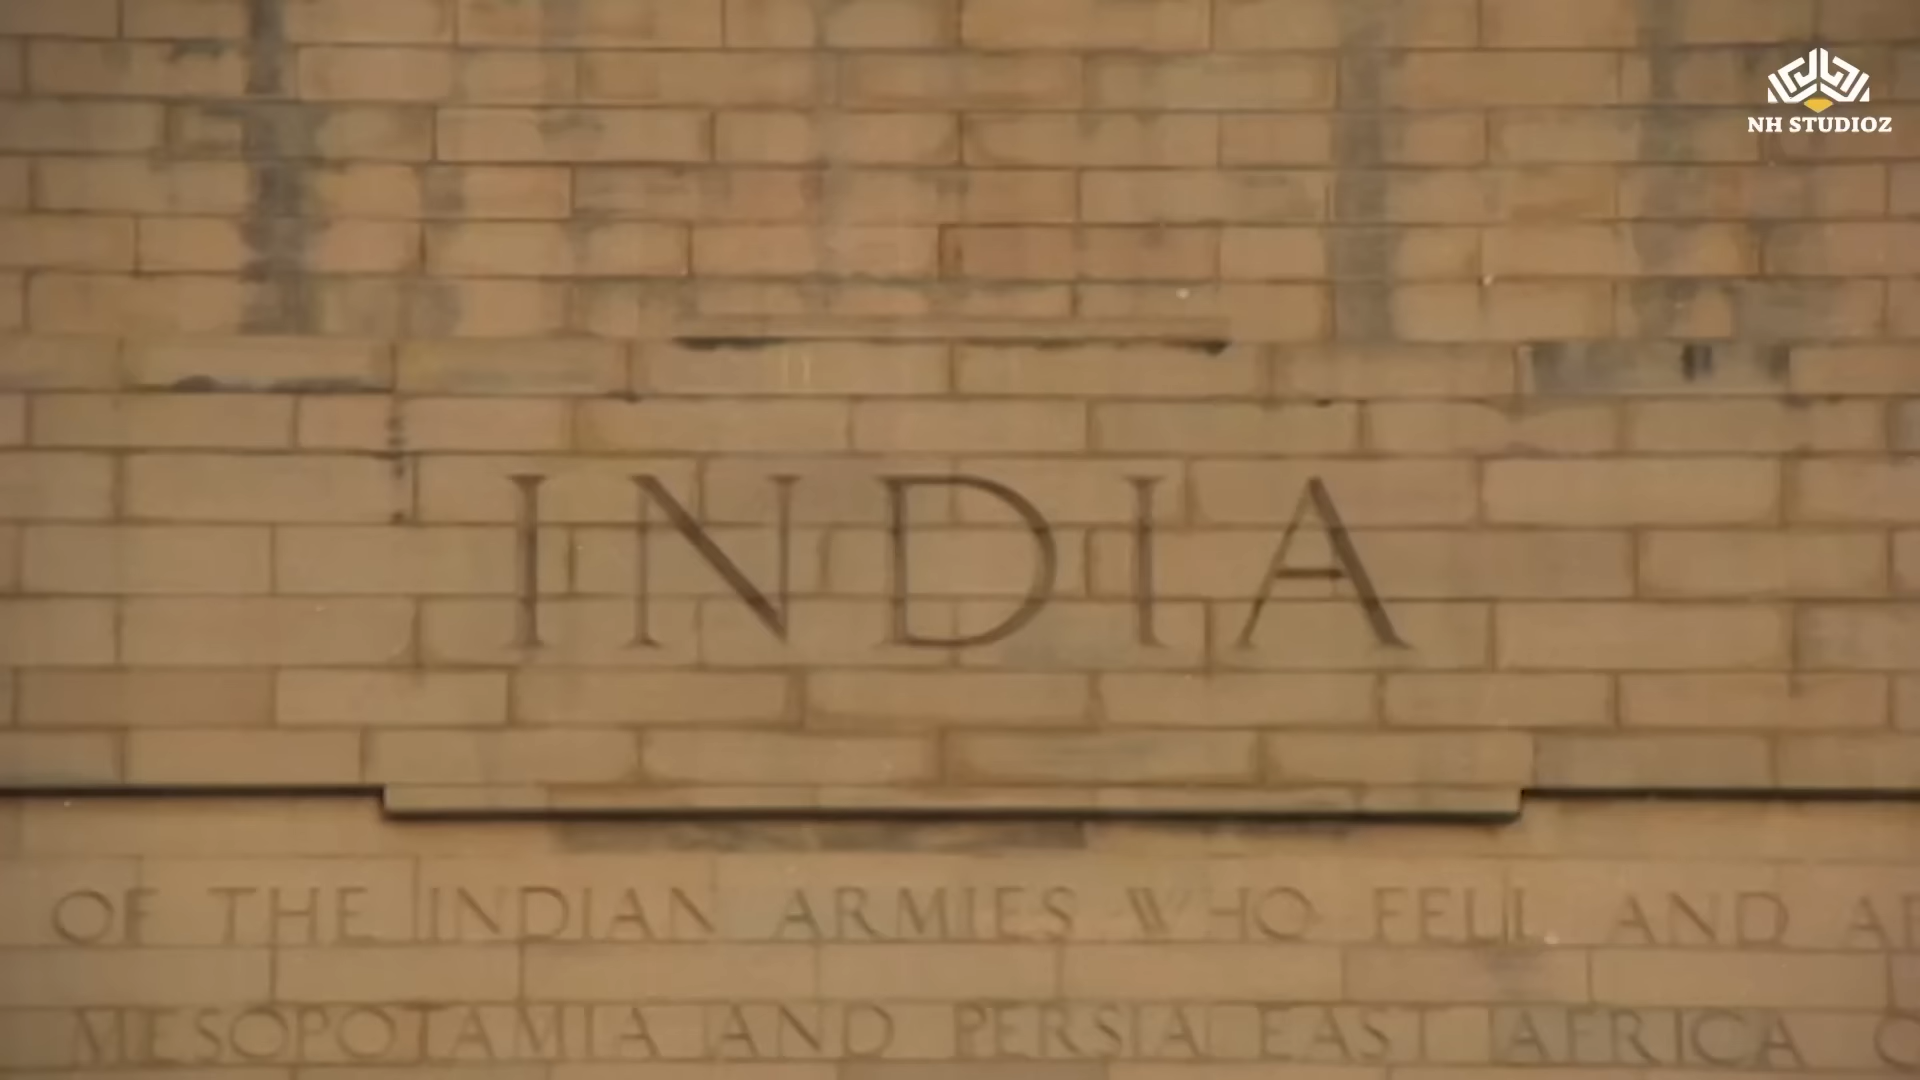 NH STUDIOZ
INDIA
OF THE INDIAN ARMIES WHO FELL AND
MESOPOTAMIA AND PERSIA EAST AFRICA